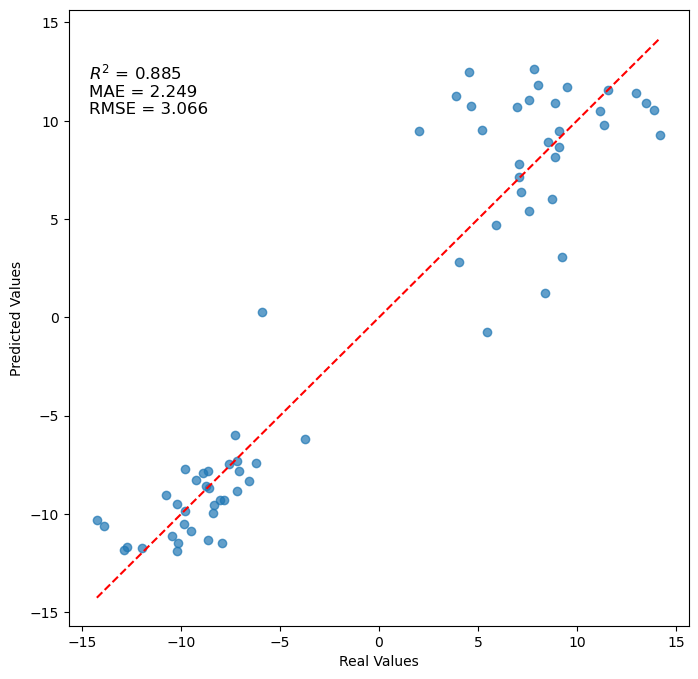 15
10
5
0
−5
−10
−15
Predicted Values
R² = 0.885
MAE = 2.249
RMSE = 3.066
−15 −10 −5 0 5 10 15
Real Values